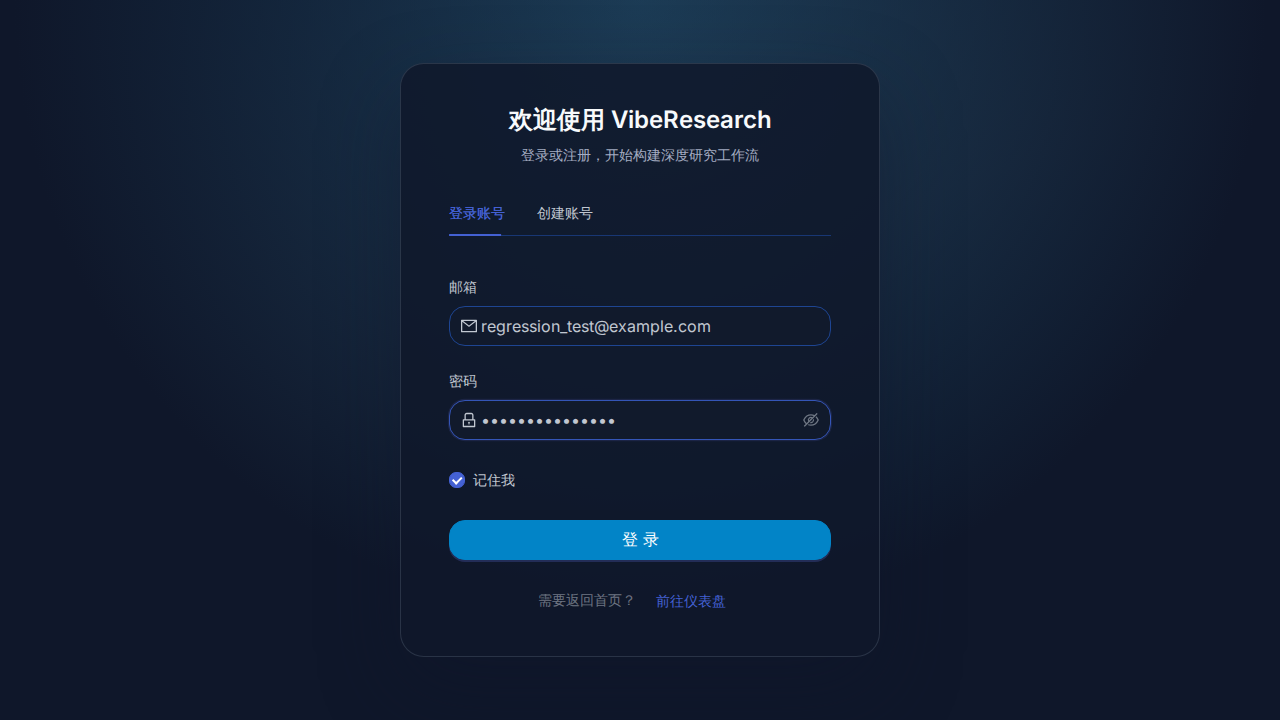 欢迎使用 VibeResearch
登录或注册，开始构建深度研究工作流
登录账号 创建账号
邮箱
regression_test@example.com
密码
•••••••••••••••
记住我
登 录
需要返回首页？ 前往仪表盘